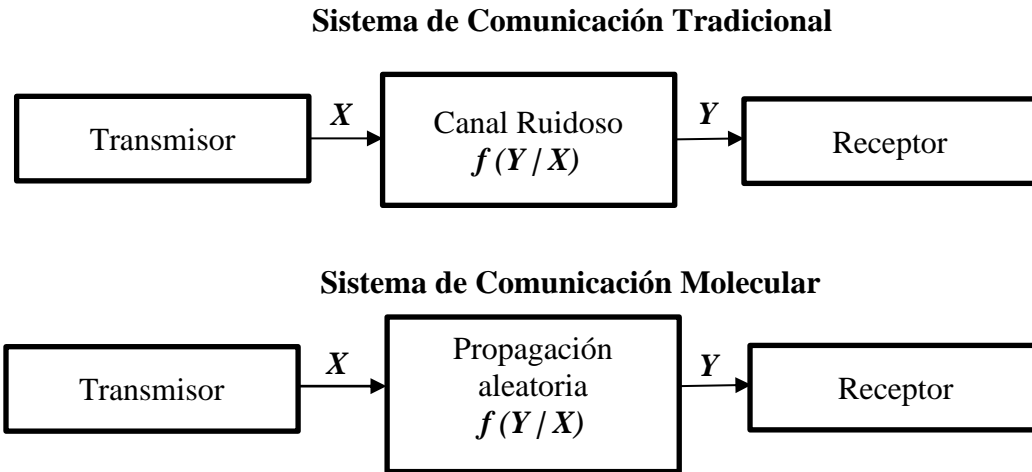 Sistema de Comunicación Tradicional
Transmisor
X
Canal Ruidoso
f (Y / X)
Y
Receptor
Sistema de Comunicación Molecular
Transmisor
X
Propagación
aleatoria
f (Y / X)
Y
Receptor